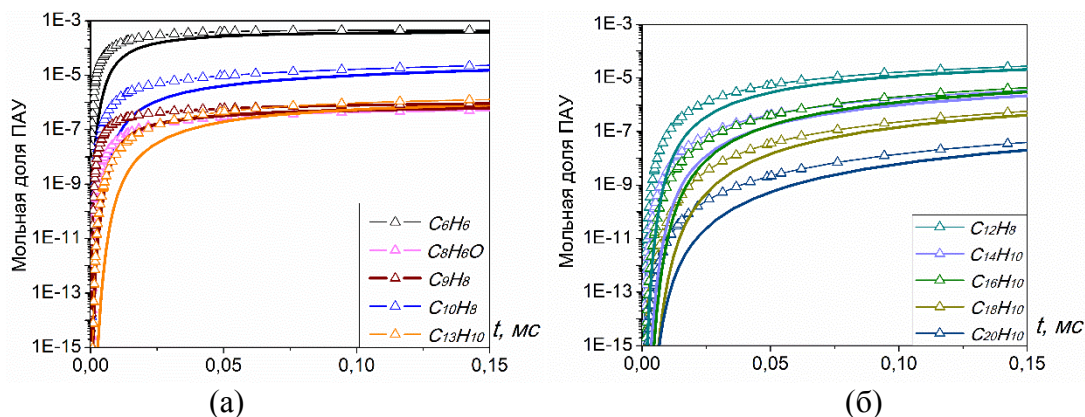 Мольная доля ПАУ
1E-3
1E-5
1E-7
1E-9
1E-11
1E-13
1E-15
C6H6
C8H6O
C9H8
C10H8
C13H10
t, мс
0,00
0,05
0,10
0,15
(а)
Мольная доля ПАУ
1E-3
1E-5
1E-7
1E-9
1E-11
1E-13
1E-15
C12H8
C14H10
C16H10
C18H10
C20H10
t, мс
0,00
0,05
0,10
0,15
(б)